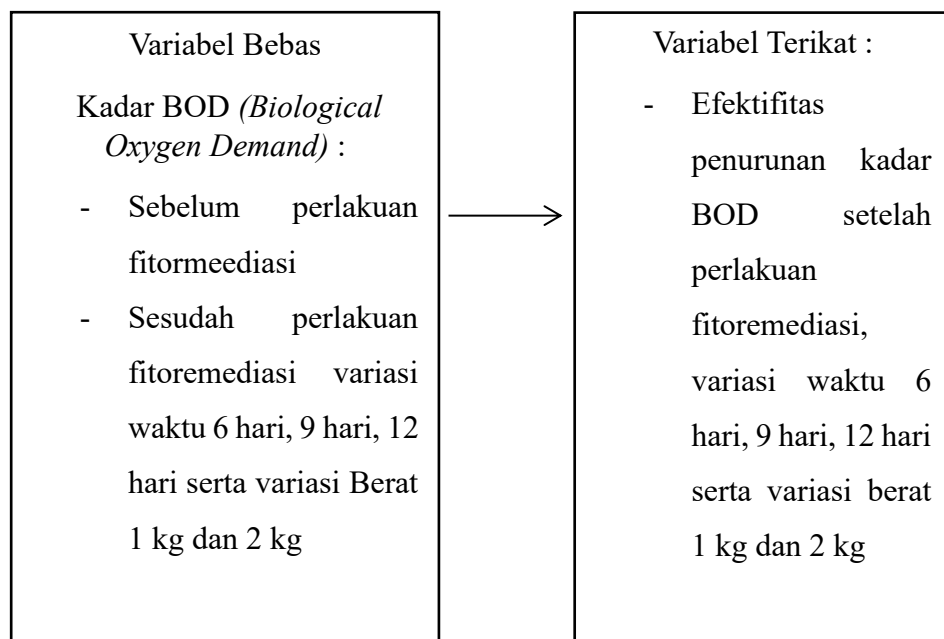 Variabel Bebas
Kadar BOD (Biological
Oxygen Demand) :
- Sebelum perlakuan
fitormeediasi
- Sesudah perlakuan
fitoremediasi variasi
waktu 6 hari, 9 hari, 12
hari serta variasi Berat
1 kg dan 2 kg
Variabel Terikat :
- Efektifitas
penurunan kadar
BOD setelah
perlakuan
fitoremediasi,
variasi waktu 6
hari, 9 hari, 12 hari
serta variasi berat
1 kg dan 2 kg